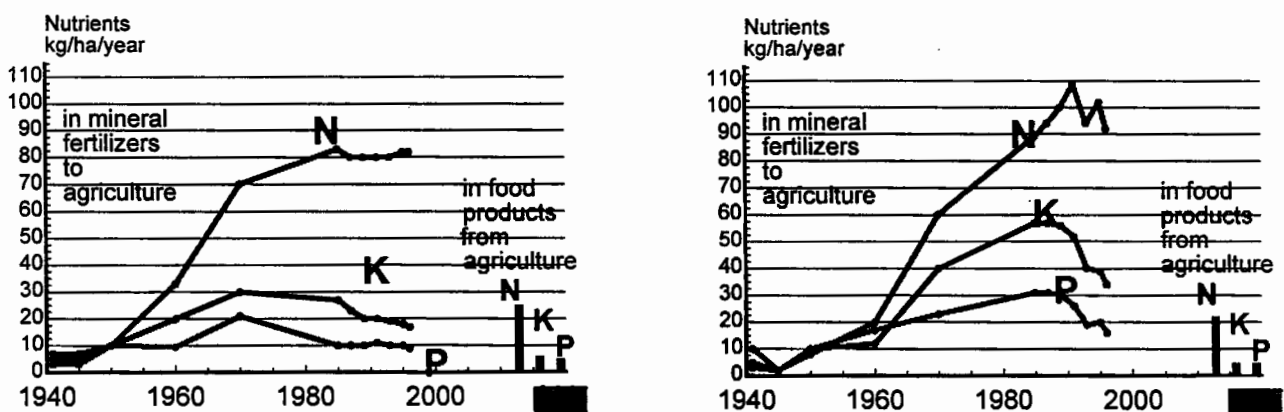 Nutrients
kg/ha/year
110
100
90
80
70
60
50
40
30
20
10
0
in mineral
fertilizers
to
agriculture
N
K
P
in food
products
from
agriculture
N
K
P
1940 1960 1980 2000
Nutrients
kg/ha/year
110
100
90
80
70
60
50
40
30
20
10
0
in mineral
fertilizers
to
agriculture
N
K
P
in food
products
from
agriculture
N
K
P
1940 1960 1980 2000